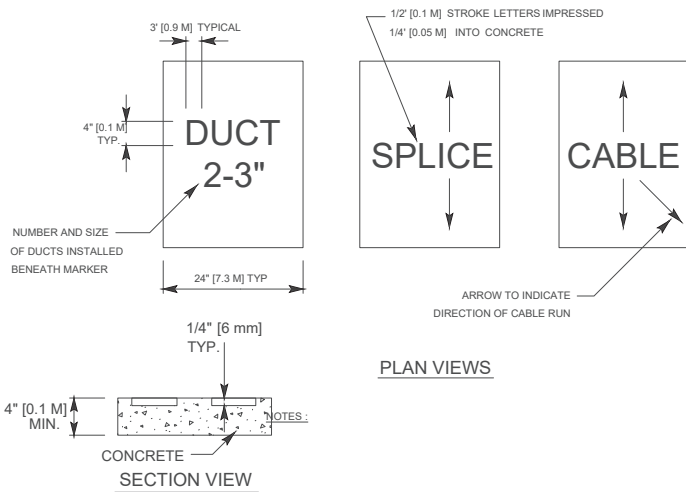 1/2' [0.1 M] STROKE LETTERS IMPRESSED
1/4' [0.05 M] INTO CONCRETE
3' [0.9 M] TYPICAL
4" [0.1 M]
TYP.
DUCT
2-3"
SPLICE
CABLE
NUMBER AND SIZE
OF DUCTS INSTALLED
BENEATH MARKER
24" [7.3 M] TYP
ARROW TO INDICATE
DIRECTION OF CABLE RUN
PLAN VIEWS
1/4" [6 mm]
TYP.
4" [0.1 M]
MIN.
NOTES :
CONCRETE
SECTION VIEW